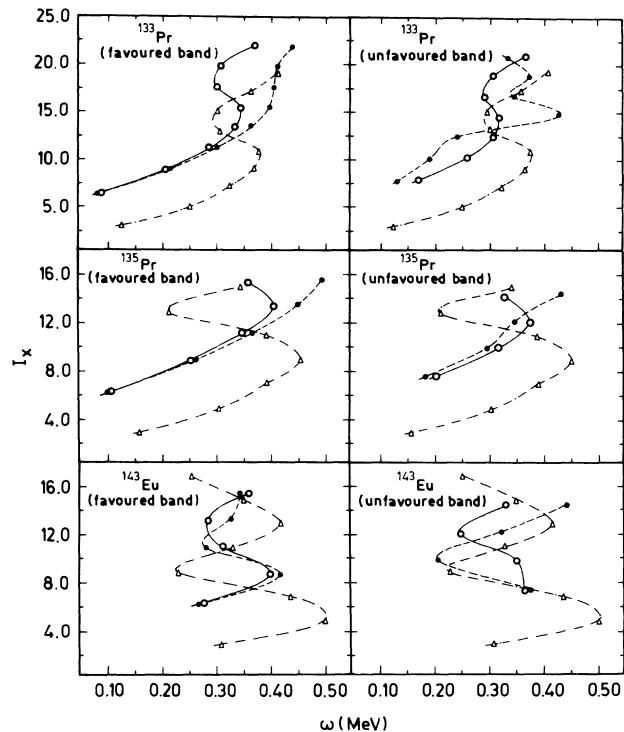 133Pr
(favoured band)
133Pr
(unfavoured band)
25.0
20.0
15.0
10.0
5.0
135Pr
(favoured band)
135Pr
(unfavoured band)
16.0
12.0
8.0
4.0
Ix
143Eu
(favoured band)
143Eu
(unfavoured band)
16.0
12.0
8.0
4.0
0.10 0.20 0.30 0.40 0.50
0.10 0.20 0.30 0.40 0.50
ω (MeV)